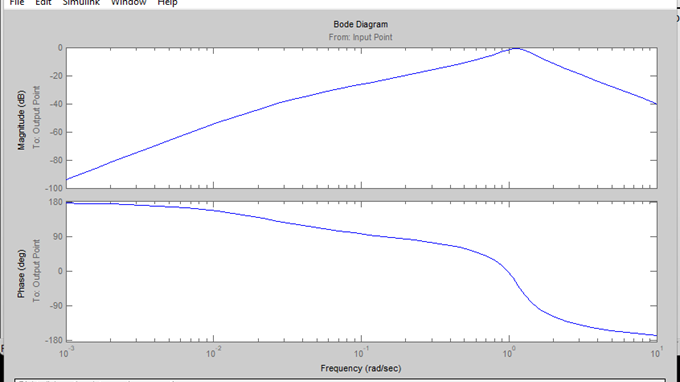 File Edit Simulink Window Help
Bode Diagram
From: Input Point
Magnitude (dB)
To: Output Point
0
-20
-40
-60
-80
-100
Phase (deg)
To: Output Point
180
90
0
-90
-180
10^-3 10^-2 10^-1 10^0 10^1
Frequency (rad/sec)